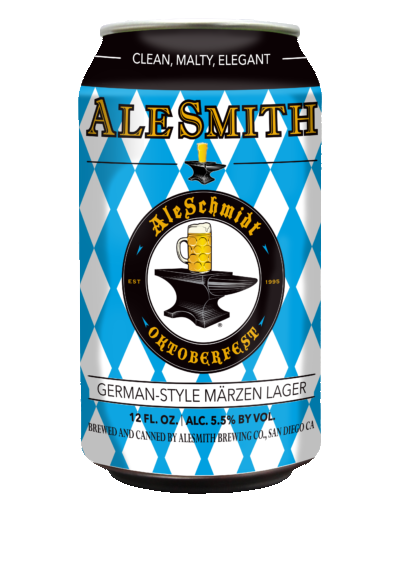 CLEAN, MALTY, ELEGANT
ALESMITH
AleSchmidt
EST 1995
OKTOBERFEST
®
GERMAN-STYLE MÄRZEN LAGER
12 FL. OZ. | ALC. 5.5% BY VOL.
BREWED AND CANNED BY ALESMITH BREWING CO., SAN DIEGO CA